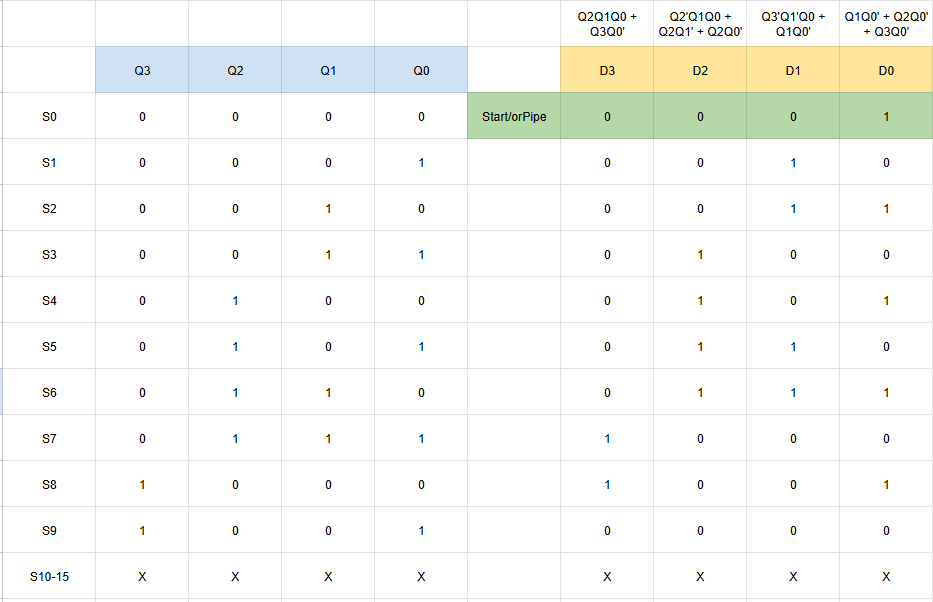 Q2Q1Q0 + Q2'Q1Q0 + Q3'Q1'Q0 + Q1Q0' + Q2Q0'
Q3Q0' Q2Q1' + Q2Q0' Q1Q0' + Q3Q0'
Q3 Q2 Q1 Q0 D3 D2 D1 D0
S0 0 0 0 0 Start/orPipe 0 0 0 1
S1 0 0 0 1 0 0 1 0
S2 0 0 1 0 0 0 1 1
S3 0 0 1 1 0 1 0 0
S4 0 1 0 0 0 1 0 1
S5 0 1 0 1 0 1 1 0
S6 0 1 1 0 0 1 1 1
S7 0 1 1 1 1 0 0 0
S8 1 0 0 0 1 0 0 1
S9 1 0 0 1 0 0 0 0
S10-15 X X X X X X X X